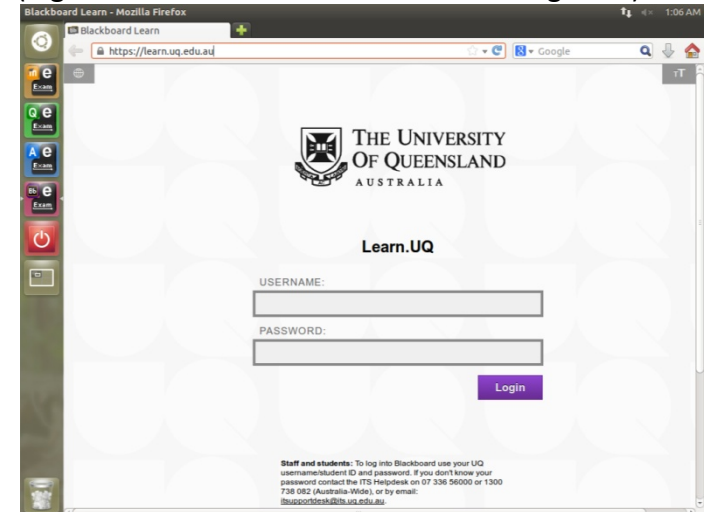 Blackboard Learn - Mozilla Firefox
1:06 AM
Blackboard Learn
https://learn.uq.edu.au
Google
TT
e
Exam
Q e
Exam
A e
Exam
Bb e
Exam
THE UNIVERSITY
OF QUEENSLAND
AUSTRALIA
Learn.UQ
USERNAME:
PASSWORD:
Login
Staff and students: To log into Blackboard use your UQ
username/student ID and password. If you don't know your
password contact the ITS Helpdesk on 07 336 56000 or 1300
738 082 (Australia-Wide), or by email:
itsupportdesk@its.uq.edu.au.